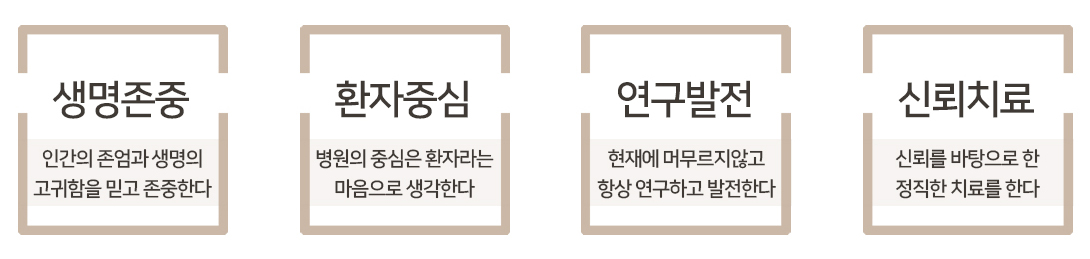 생명존중
인간의 존엄과 생명의
고귀함을 믿고 존중한다
환자중심
병원의 중심은 환자라는
마음으로 생각한다
연구발전
현재에 머무르지않고
항상 연구하고 발전한다
신뢰치료
신뢰를 바탕으로 한
정직한 치료를 한다